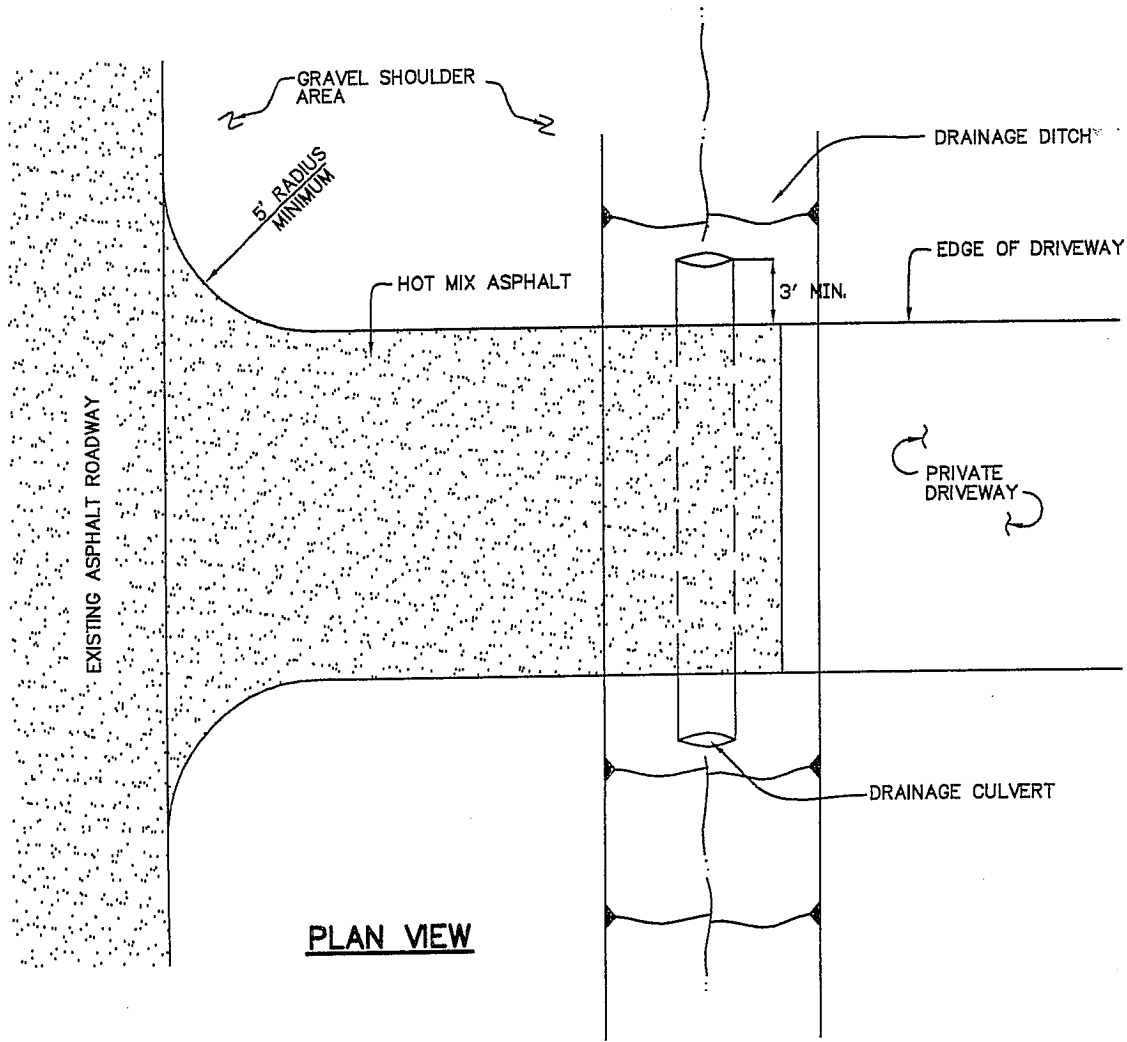 GRAVEL SHOULDER
AREA
DRAINAGE DITCH
5' RADIUS
MINIMUM
EDGE OF DRIVEWAY
HOT MIX ASPHALT
3' MIN.
EXISTING ASPHALT ROADWAY
PRIVATE
DRIVEWAY
DRAINAGE CULVERT
PLAN VIEW